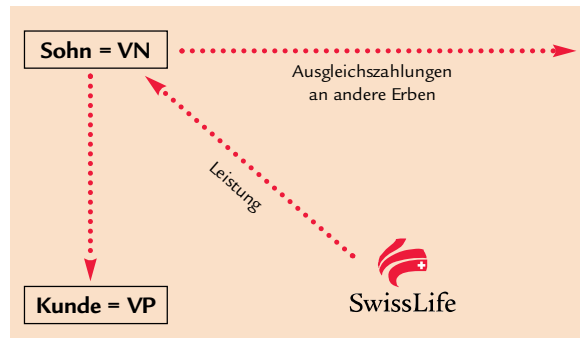 Sohn = VN
Ausgleichszahlungen
an andere Erben
Leistung
Kunde = VP
SwissLife